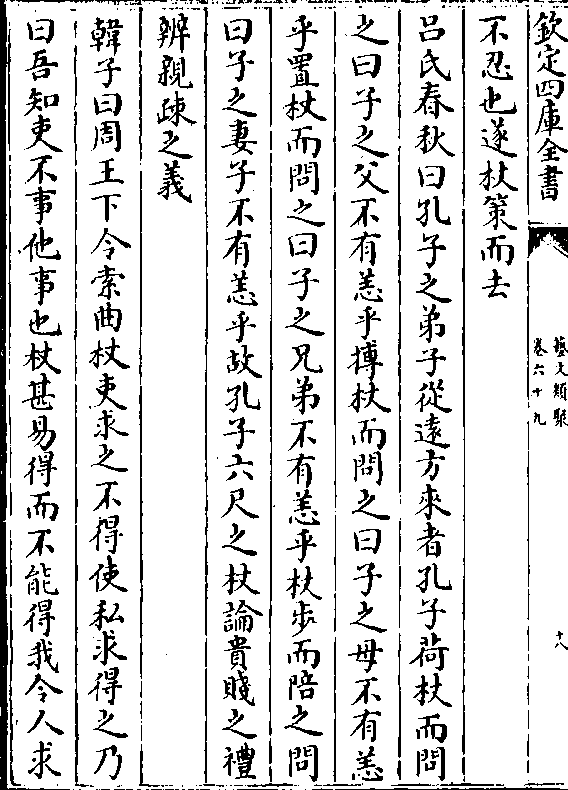 欽定四庫全書
藝文類聚
卷六十九
十八
不忍也遂杖策而去
吕氏春秋曰孔子之弟子從逺方來者孔子荷杖而問
之曰子之父不有恙乎搏杖而問之曰子之母不有恙
乎置杖而問之曰子之兄弟不有恙乎杖步而陪之問
曰子之妻子不有恙乎故孔子六尺之杖論貴賤之禮
辨親疎之義
韓子曰周王下令索曲杖吏求之不得使私求得之乃
曰吾知吏不事他事也杖甚易得而不能得我令人求